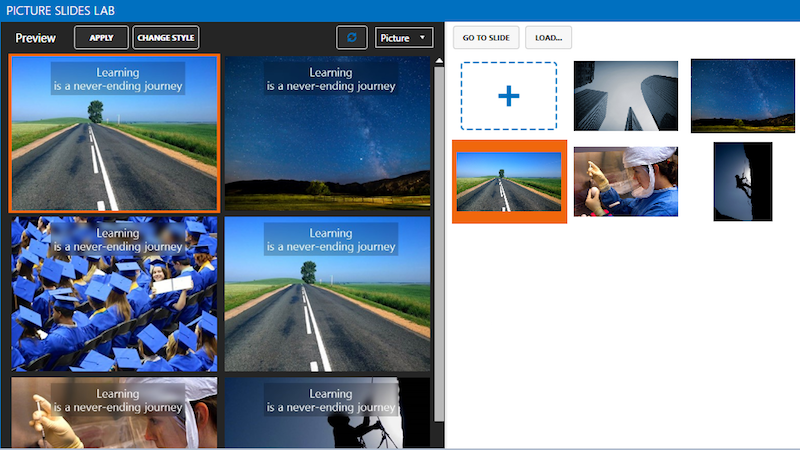 PICTURE SLIDES LAB
Preview
APPLY
CHANGE STYLE
Picture
GO TO SLIDE
LOAD...
Learning
is a never-ending journey
Learning
is a never-ending journey
Learning
is a never-ending journey
Learning
is a never-ending journey
Learning
is a never-ending journey
Learning
is a never-ending journey